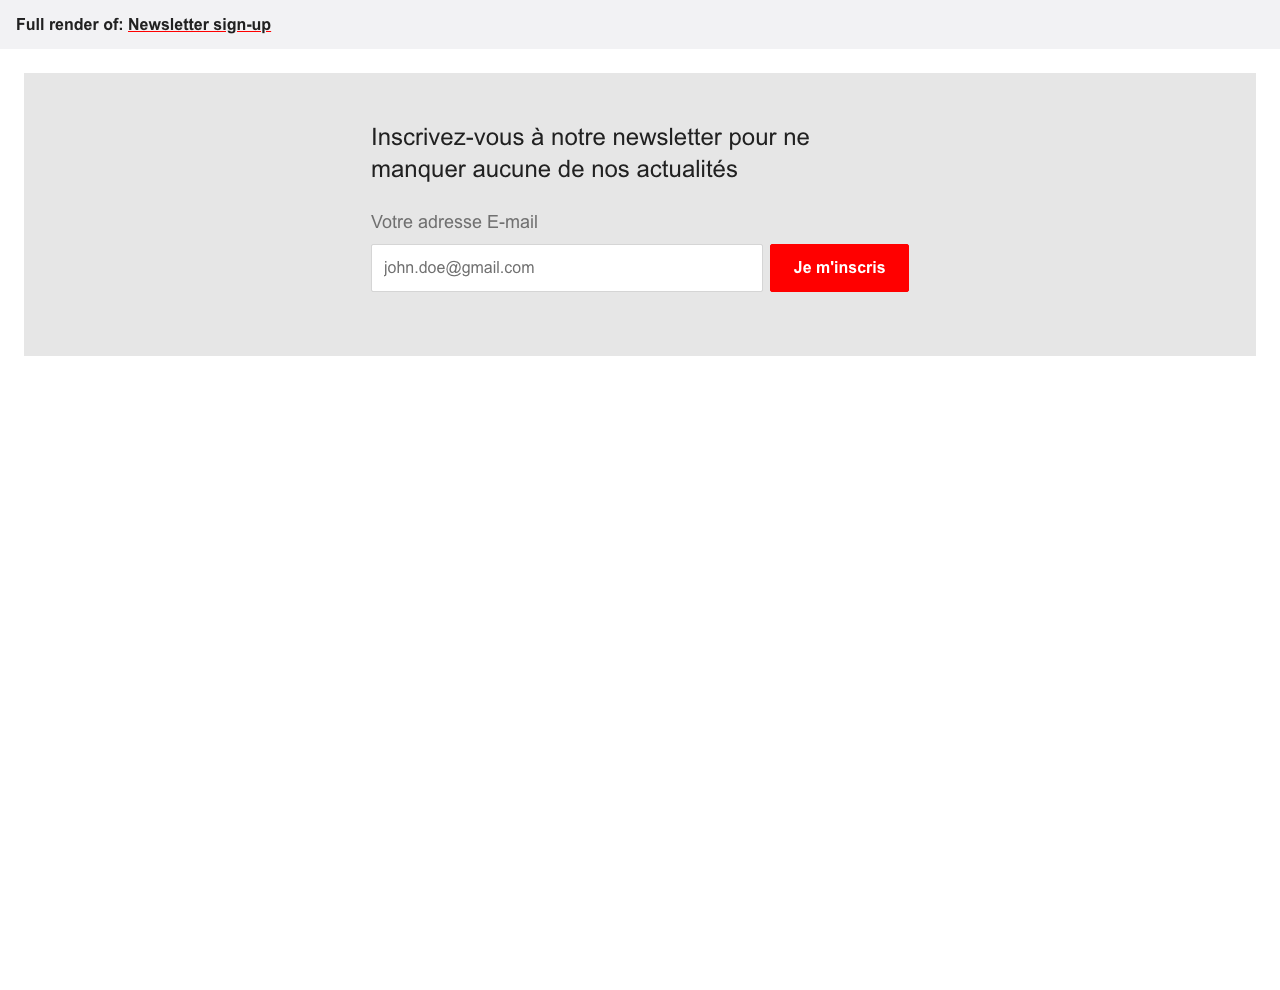 Full render of: Newsletter sign-up
Inscrivez-vous à notre newsletter pour ne
manquer aucune de nos actualités
Votre adresse E-mail
john.doe@gmail.com
Je m'inscris